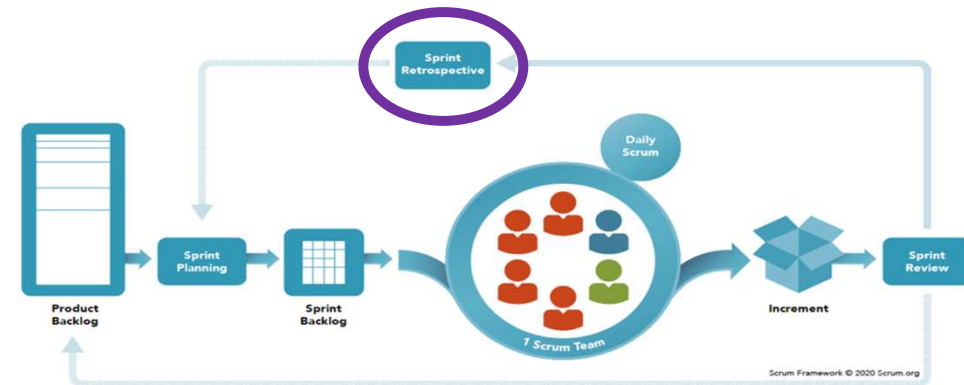 Sprint
Retrospective
Daily
Scrum
Sprint
Planning
Sprint
Review
Product
Backlog
Sprint
Backlog
1 Scrum Team
Increment
Scrum Framework © 2020 Scrum.org